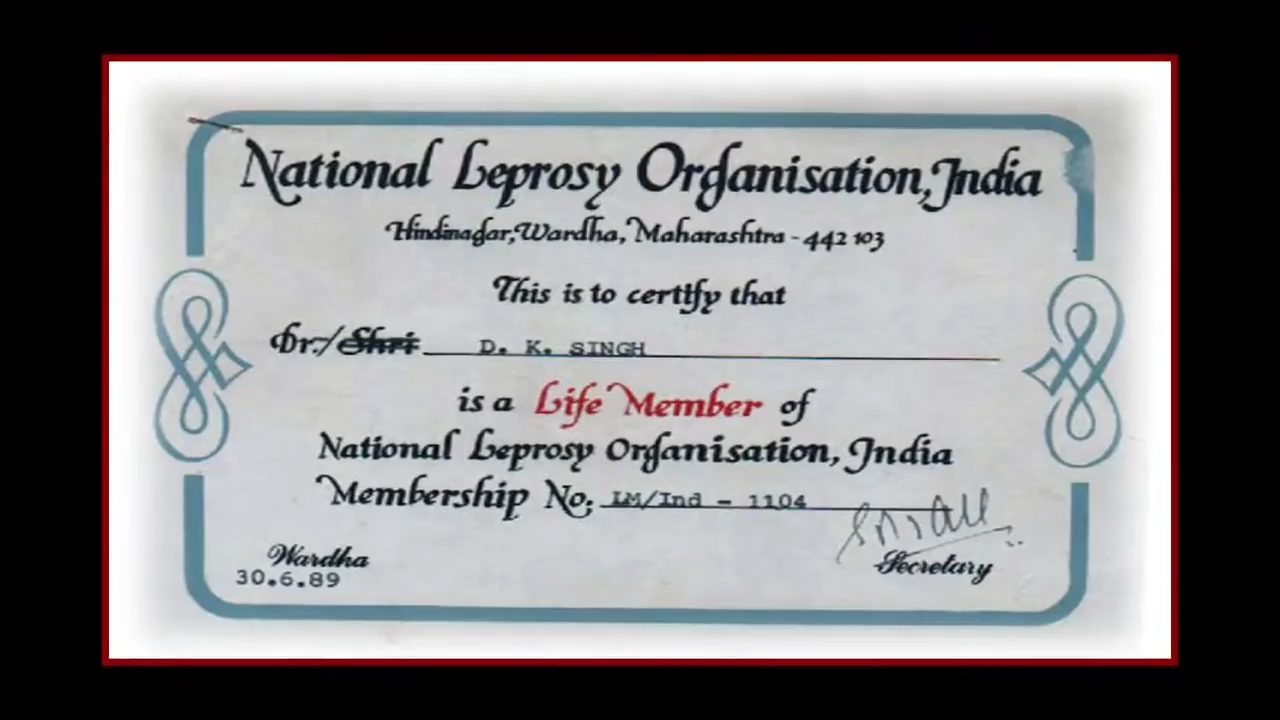 National Leprosy Organisation, India
Hindinagar, Wardha, Maharashtra - 442 103
This is to certify that
Dr./Shri D. K. SINGH
is a Life Member of
National Leprosy Organisation, India
Membership No. LM/Ind - 1104
Wardha
30.6.89
Secretary